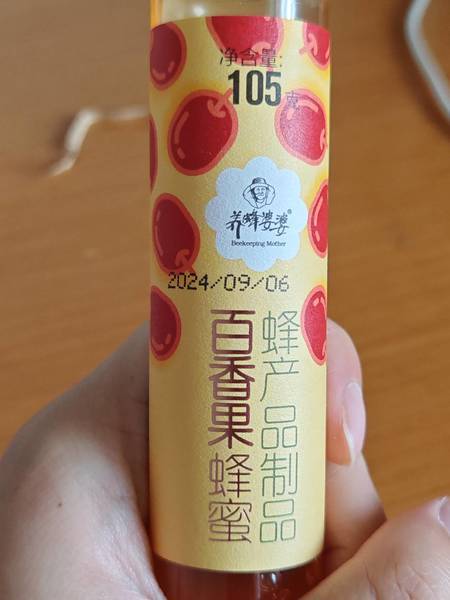 净含量:
105克
养蜂婆婆®
Beekeeping Mother
2024/09/06
百香果蜂蜜
蜂产品制品